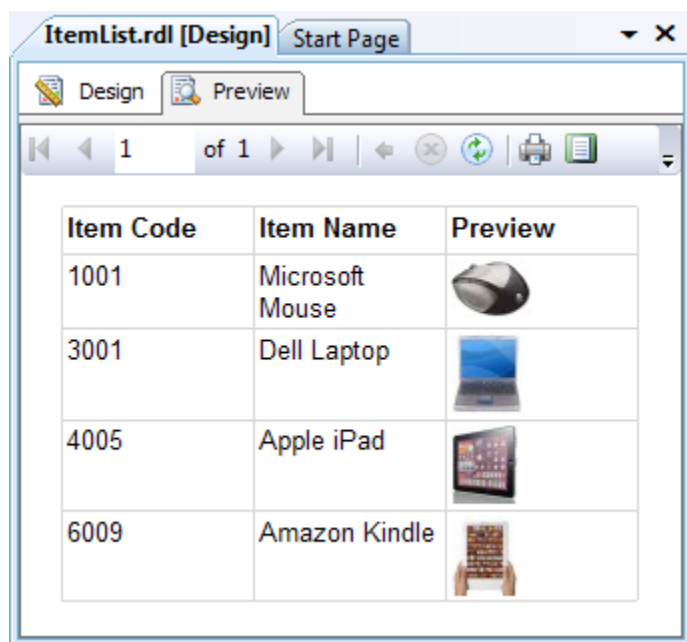 ItemList.rdl [Design] Start Page
Design Preview
1 of 1
Item Code Item Name Preview
1001 Microsoft
Mouse
3001 Dell Laptop
4005 Apple iPad
6009 Amazon Kindle